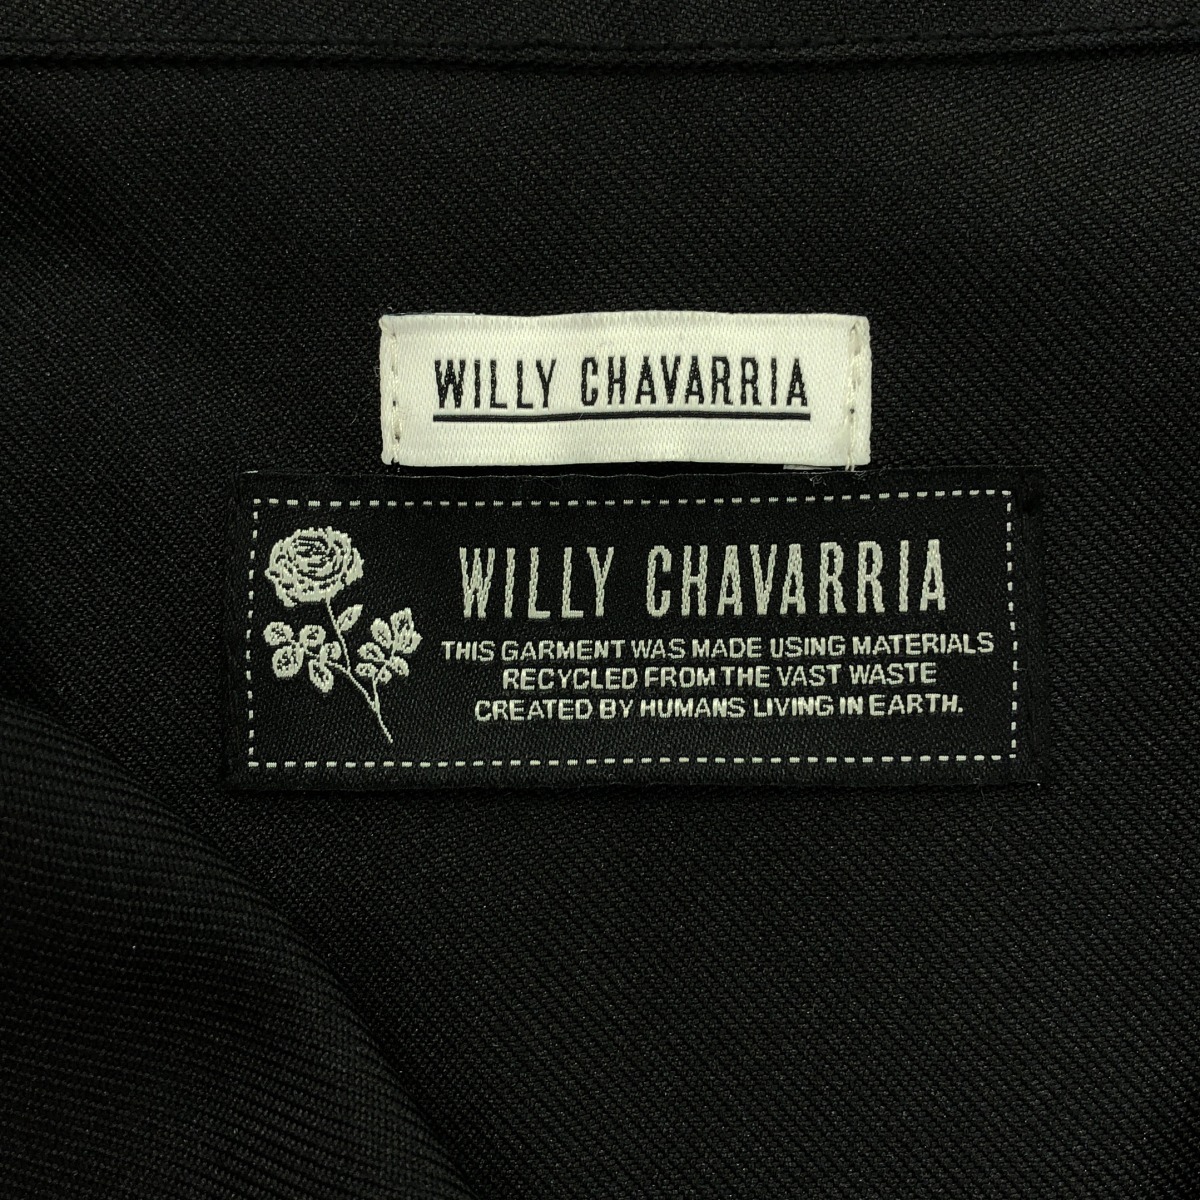 WILLY CHAVARRIA
WILLY CHAVARRIA
THIS GARMENT WAS MADE USING MATERIALS
RECYCLED FROM THE VAST WASTE
CREATED BY HUMANS LIVING IN EARTH.